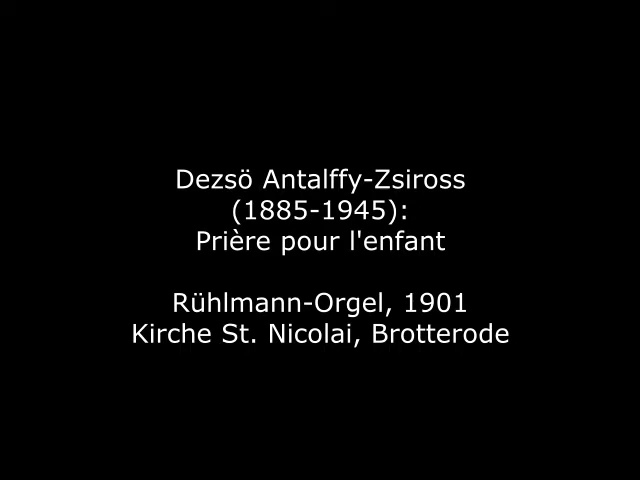 Dezsö Antalffy-Zsiross
(1885-1945):
Prière pour l'enfant
Rühlmann-Orgel, 1901
Kirche St. Nicolai, Brotterode